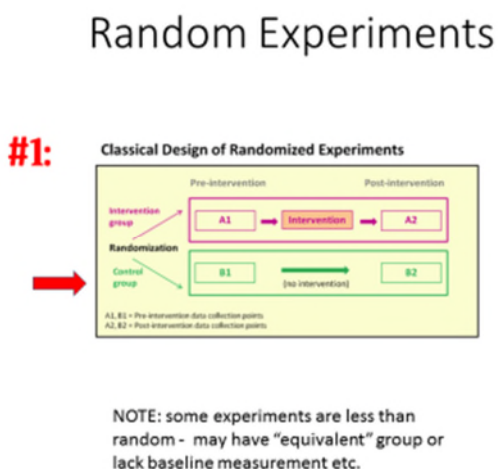 Random Experiments
#1:
Classical Design of Randomized Experiments
Pre-intervention Post-intervention
Intervention
group
A1 Intervention A2
Randomization
Control
group
B1 B2
(no intervention)
A1, B1 = Pre-intervention data collection points
A2, B2 = Post-intervention data collection points
NOTE: some experiments are less than
random - may have “equivalent” group or
lack baseline measurement etc.